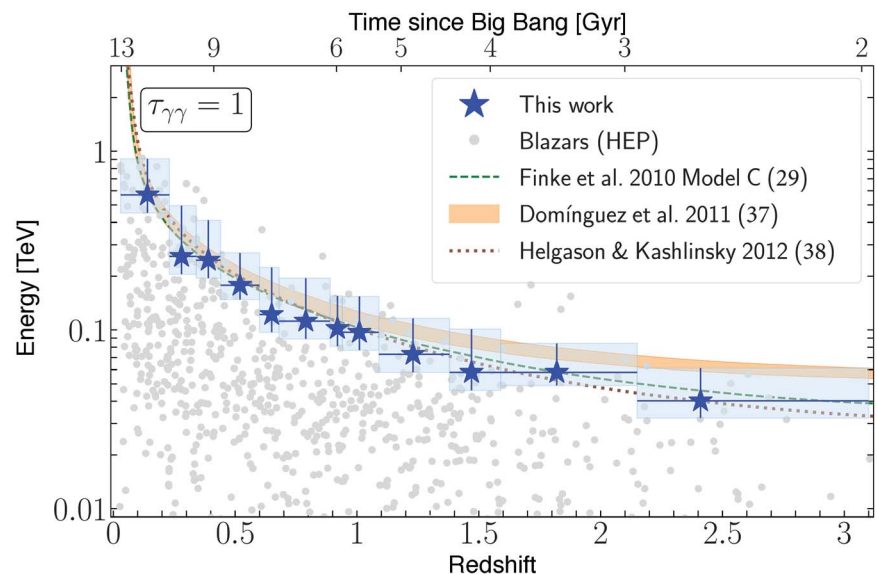 Time since Big Bang [Gyr]
13 9 6 5 4 3 2
τγγ = 1
This work
Blazars (HEP)
Finke et al. 2010 Model C (29)
Domínguez et al. 2011 (37)
Helgason & Kashlinsky 2012 (38)
Energy [TeV]
1
0.1
0.01
0 0.5 1 1.5 2 2.5 3
Redshift